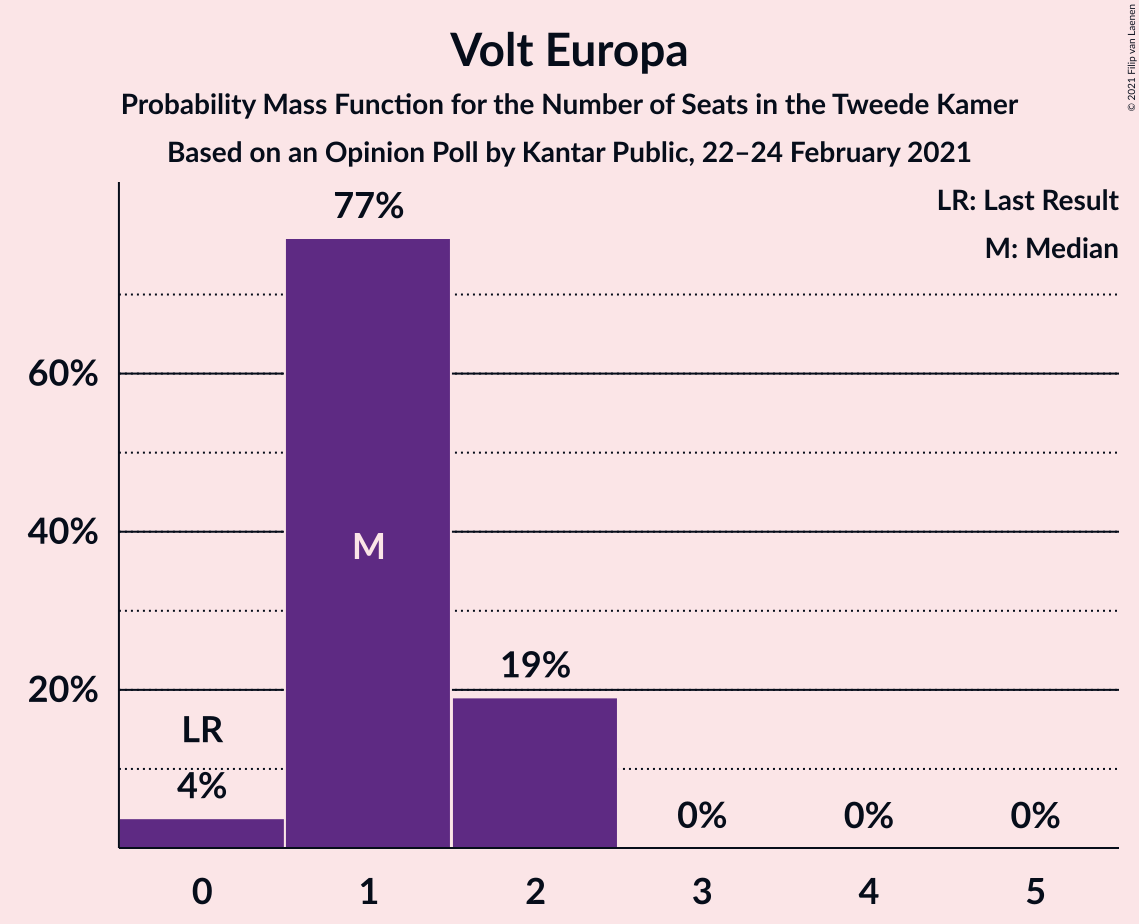 Volt Europa
Probability Mass Function for the Number of Seats in the Tweede Kamer
Based on an Opinion Poll by Kantar Public, 22–24 February 2021
© 2021 Filip van Laenen
LR: Last Result
M: Median
77%
60%
40%
M
19%
20%
LR
4%
0%
0%
0%
0
1
2
3
4
5